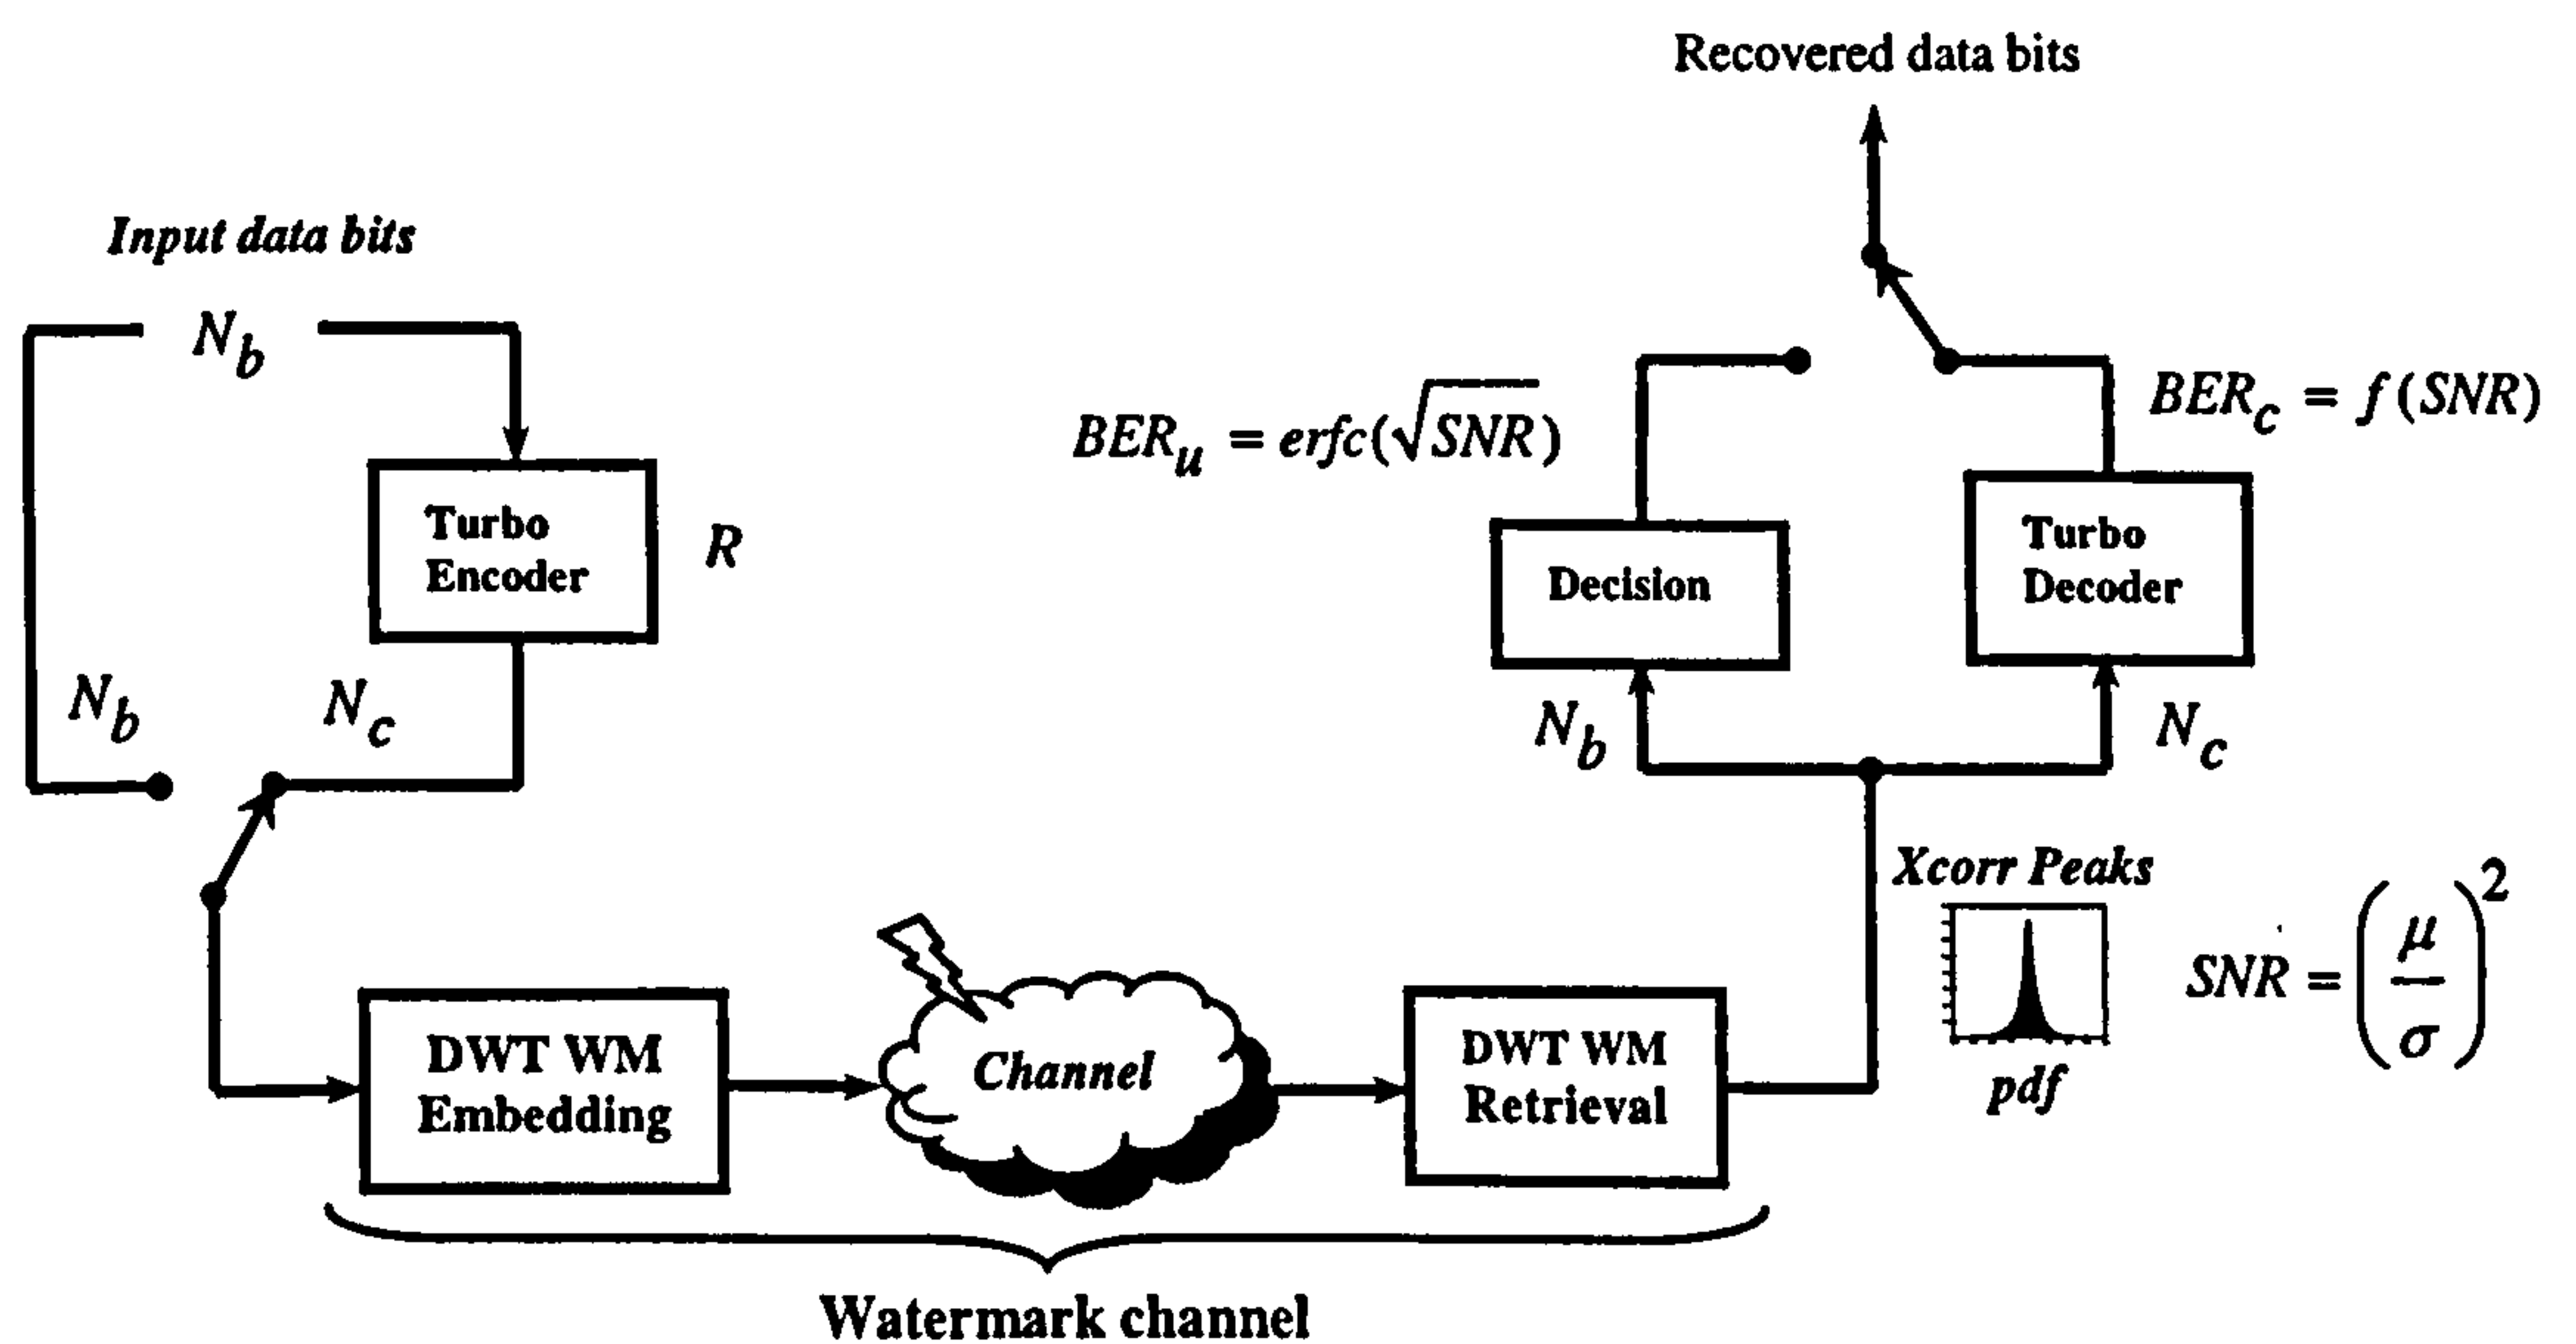 Recovered data bits
Input data bits
N_b
BER_u = erfc(√SNR)
BER_c = f(SNR)
Turbo
Encoder
R
Decision
Turbo
Decoder
N_b
N_c
N_b
N_c
Xcorr Peaks
SNR = (μ/σ)^2
pdf
DWT WM
Embedding
Channel
DWT WM
Retrieval
Watermark channel